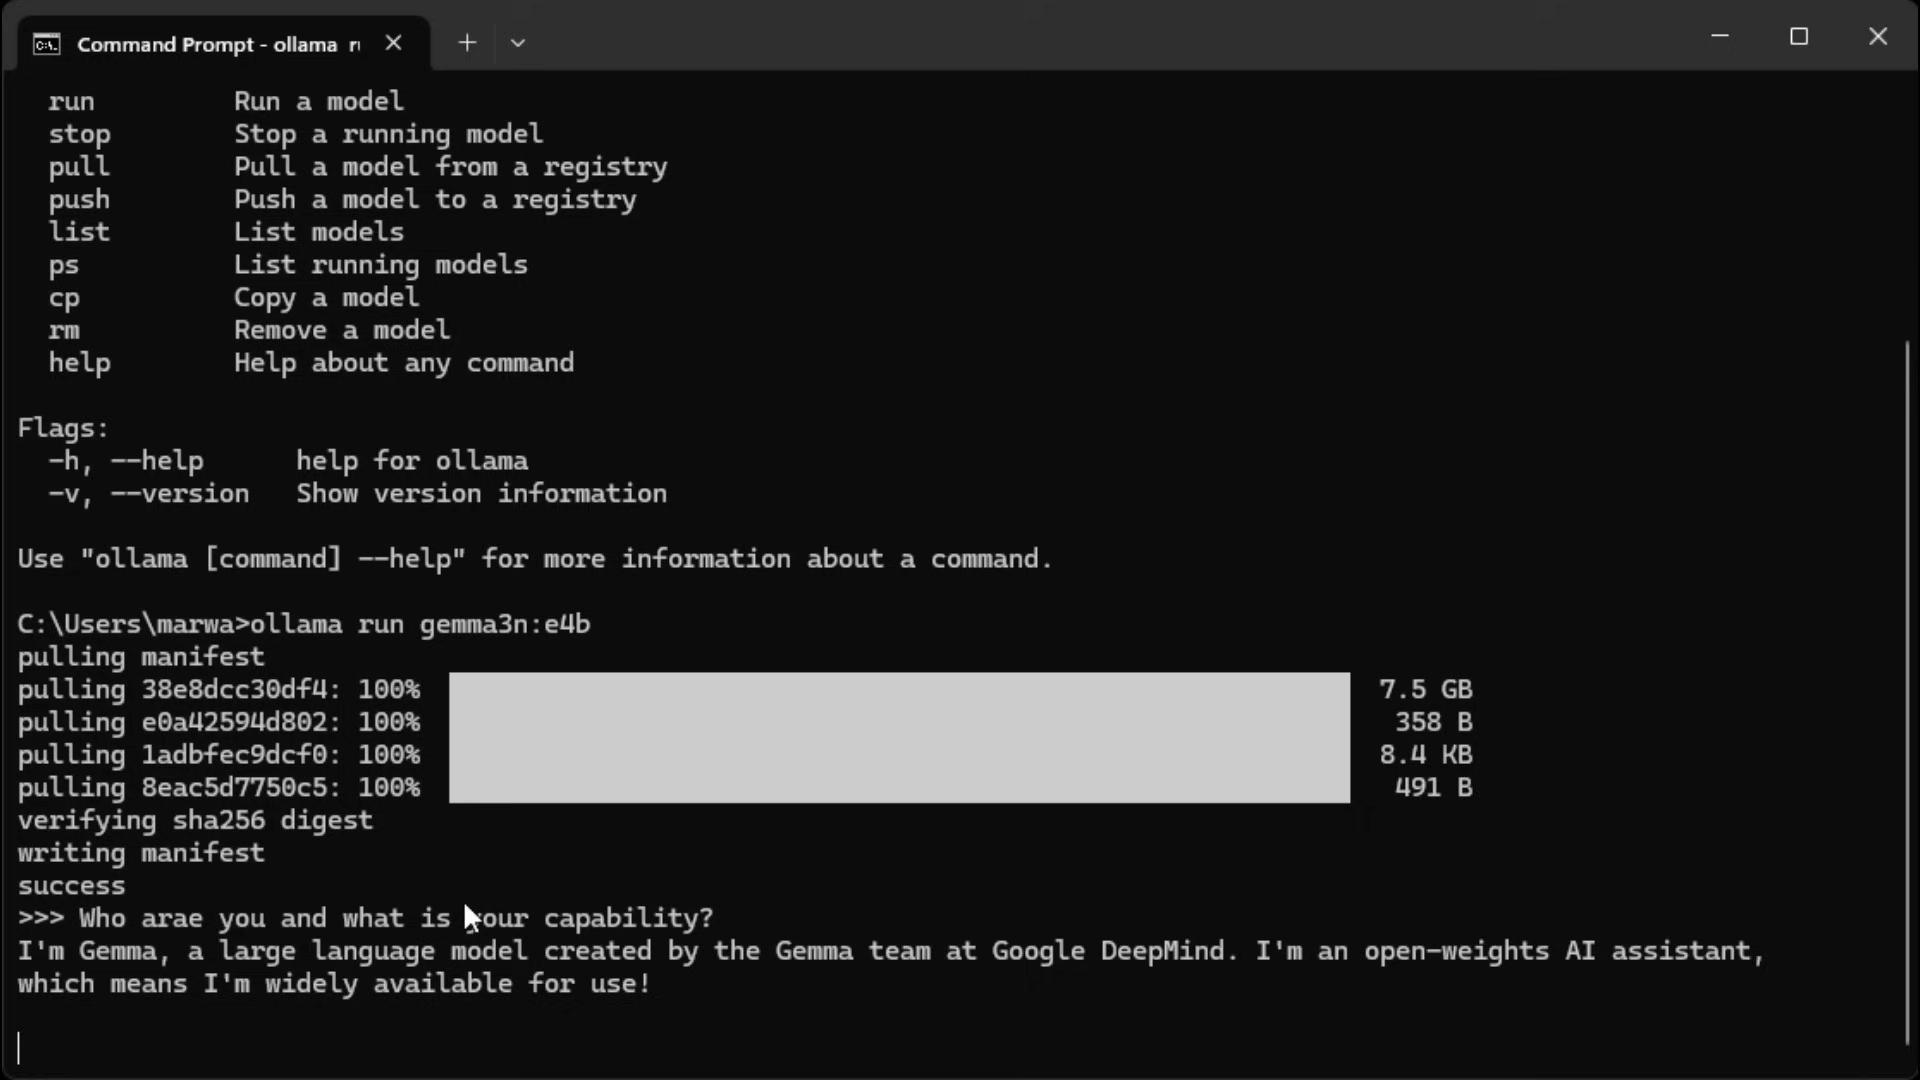 Command Prompt - ollama
run Run a model
stop Stop a running model
pull Pull a model from a registry
push Push a model to a registry
list List models
ps List running models
cp Copy a model
rm Remove a model
help Help about any command
Flags:
-h, --help help for ollama
-v, --version Show version information
Use "ollama [command] --help" for more information about a command.
C:\Users\marwa>ollama run gemma3n:e4b
pulling manifest
pulling 38e8dcc30df4: 100% 7.5 GB
pulling e0a42594d802: 100% 358 B
pulling 1adbfec9dcf0: 100% 8.4 KB
pulling 8eac5d7750c5: 100% 491 B
verifying sha256 digest
writing manifest
success
>>> Who arae you and what is your capability?
I'm Gemma, a large language model created by the Gemma team at Google DeepMind. I'm an open-weights AI assistant,
which means I'm widely available for use!